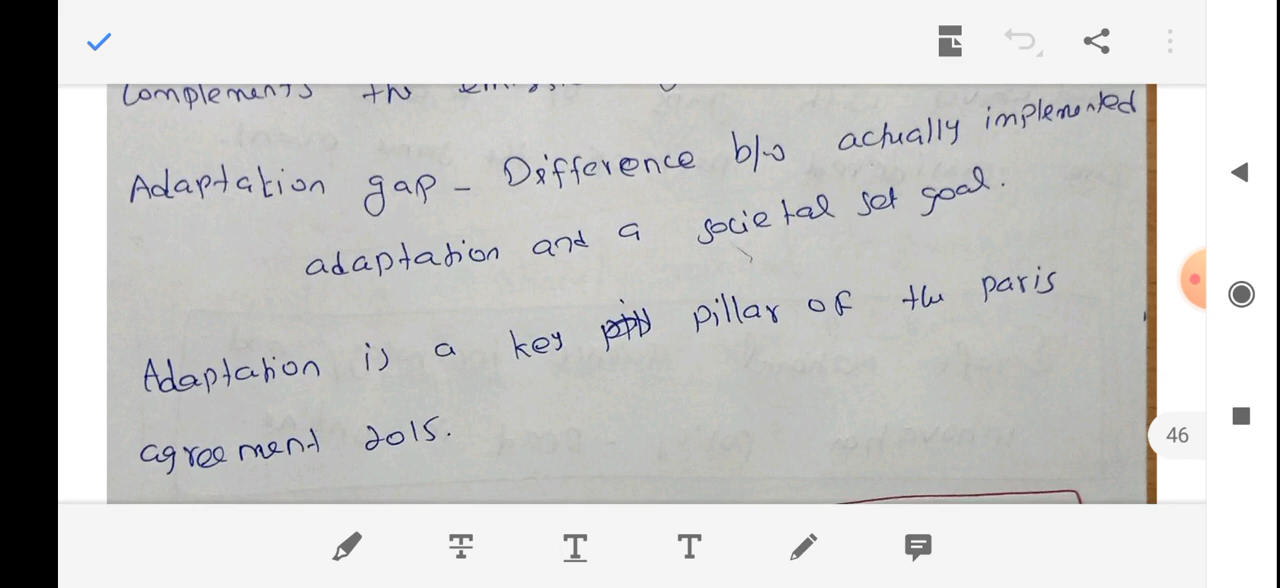 Complements the
Adaptation gap - Difference b/w actually implemented
adaptation and a societal set goal.
Adaptation is a key pillar of the paris
agreement 2015.
46